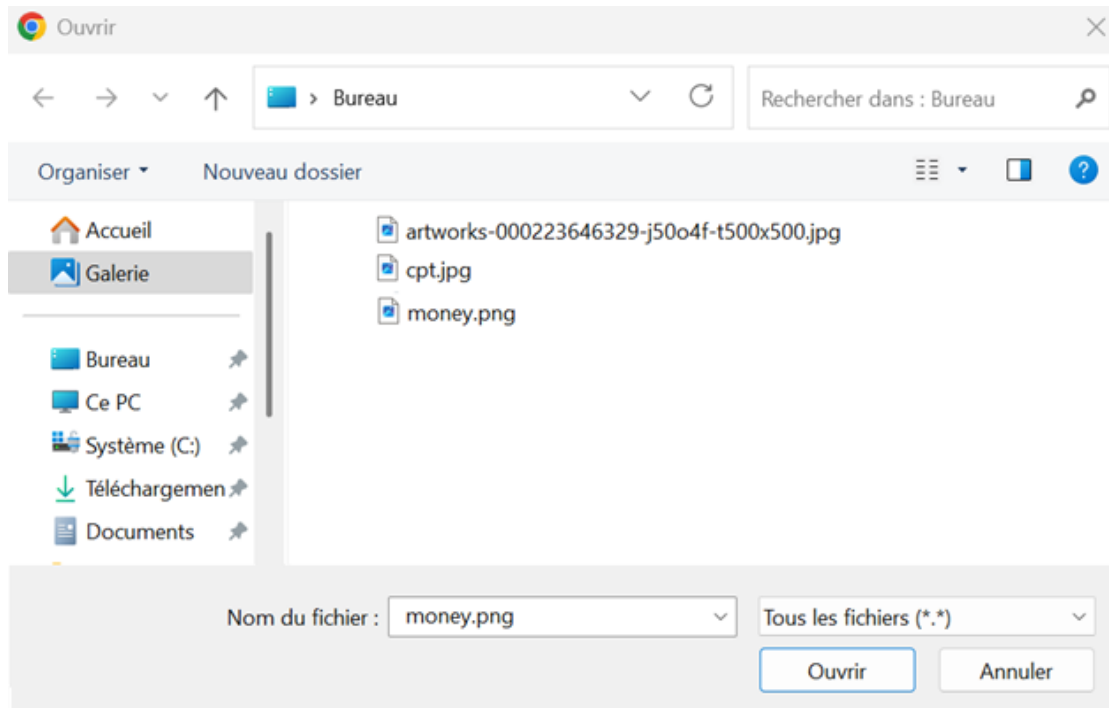 Ouvrir
Bureau
Rechercher dans : Bureau
Organiser
Nouveau dossier
?
Accueil
Galerie
Bureau
Ce PC
Système (C:)
Téléchargemen
Documents
artworks-000223646329-j50o4f-t500x500.jpg
cpt.jpg
money.png
Nom du fichier :
money.png
Tous les fichiers (*.*)
Ouvrir
Annuler